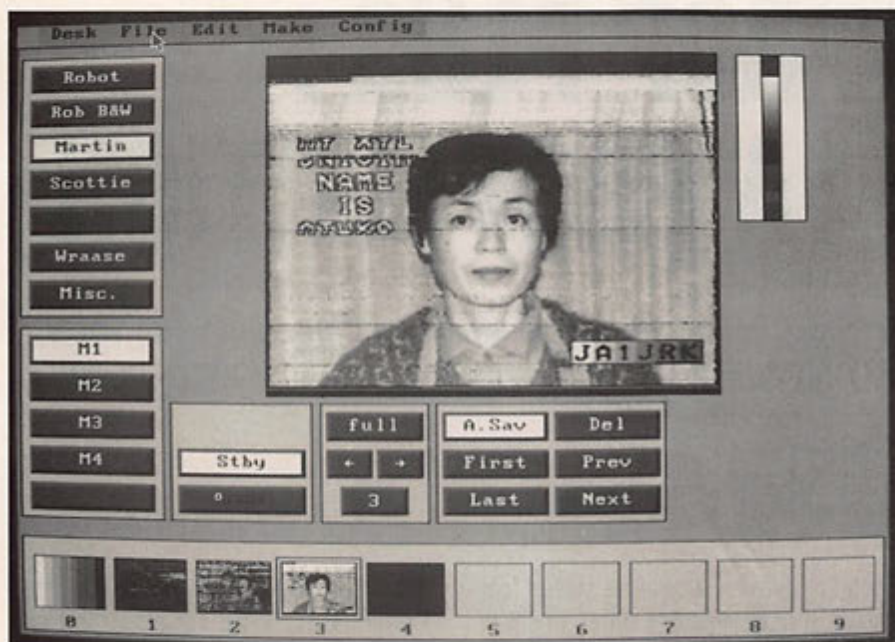 Desk File Edit Make Config
Robot
Rob B&W
Martin
Scottie
Wraase
Misc.
M1
M2
M3
M4
MY XYL
NAME
IS
JA1JRK
Stby
0
full
← →
3
A.Sav Del
First Prev
Last Next
0 1 2 3 4 5 6 7 8 9